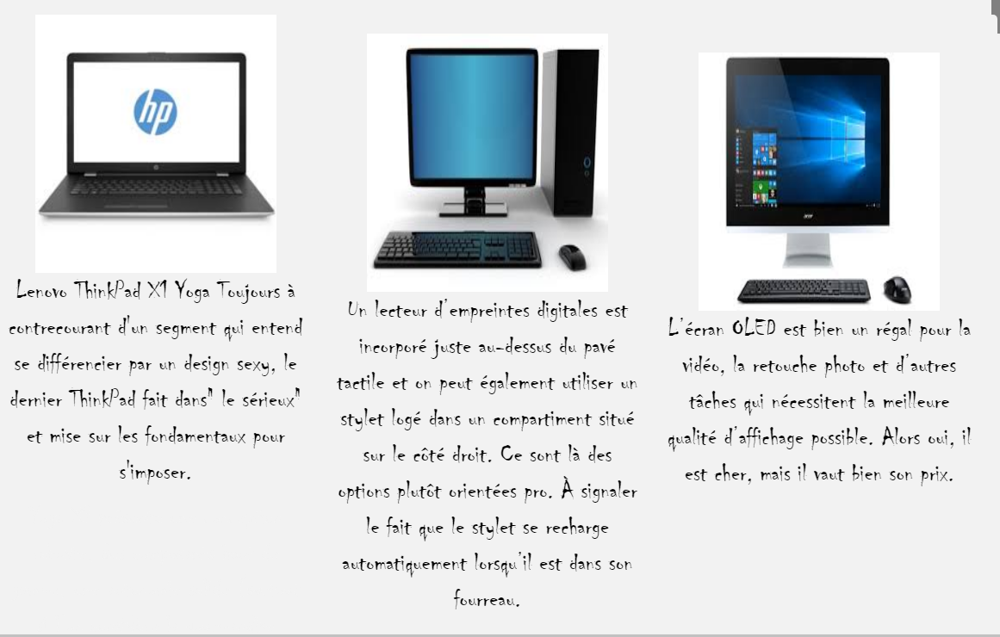 hp
Lenovo ThinkPad X1 Yoga Toujours à
contrecourant d'un segment qui entend
se différencier par un design sexy, le
dernier ThinkPad fait dans" le sérieux"
et mise sur les fondamentaux pour
s'imposer.
Un lecteur d’empreintes digitales est
incorporé juste au-dessus du pavé
tactile et on peut également utiliser un
stylet logé dans un compartiment situé
sur le côté droit. Ce sont là des
options plutôt orientées pro. À signaler
le fait que le stylet se recharge
automatiquement lorsqu’il est dans son
fourreau.
acer
L’écran OLED est bien un régal pour la
vidéo, la retouche photo et d’autres
tâches qui nécessitent la meilleure
qualité d’affichage possible. Alors oui, il
est cher, mais il vaut bien son prix.